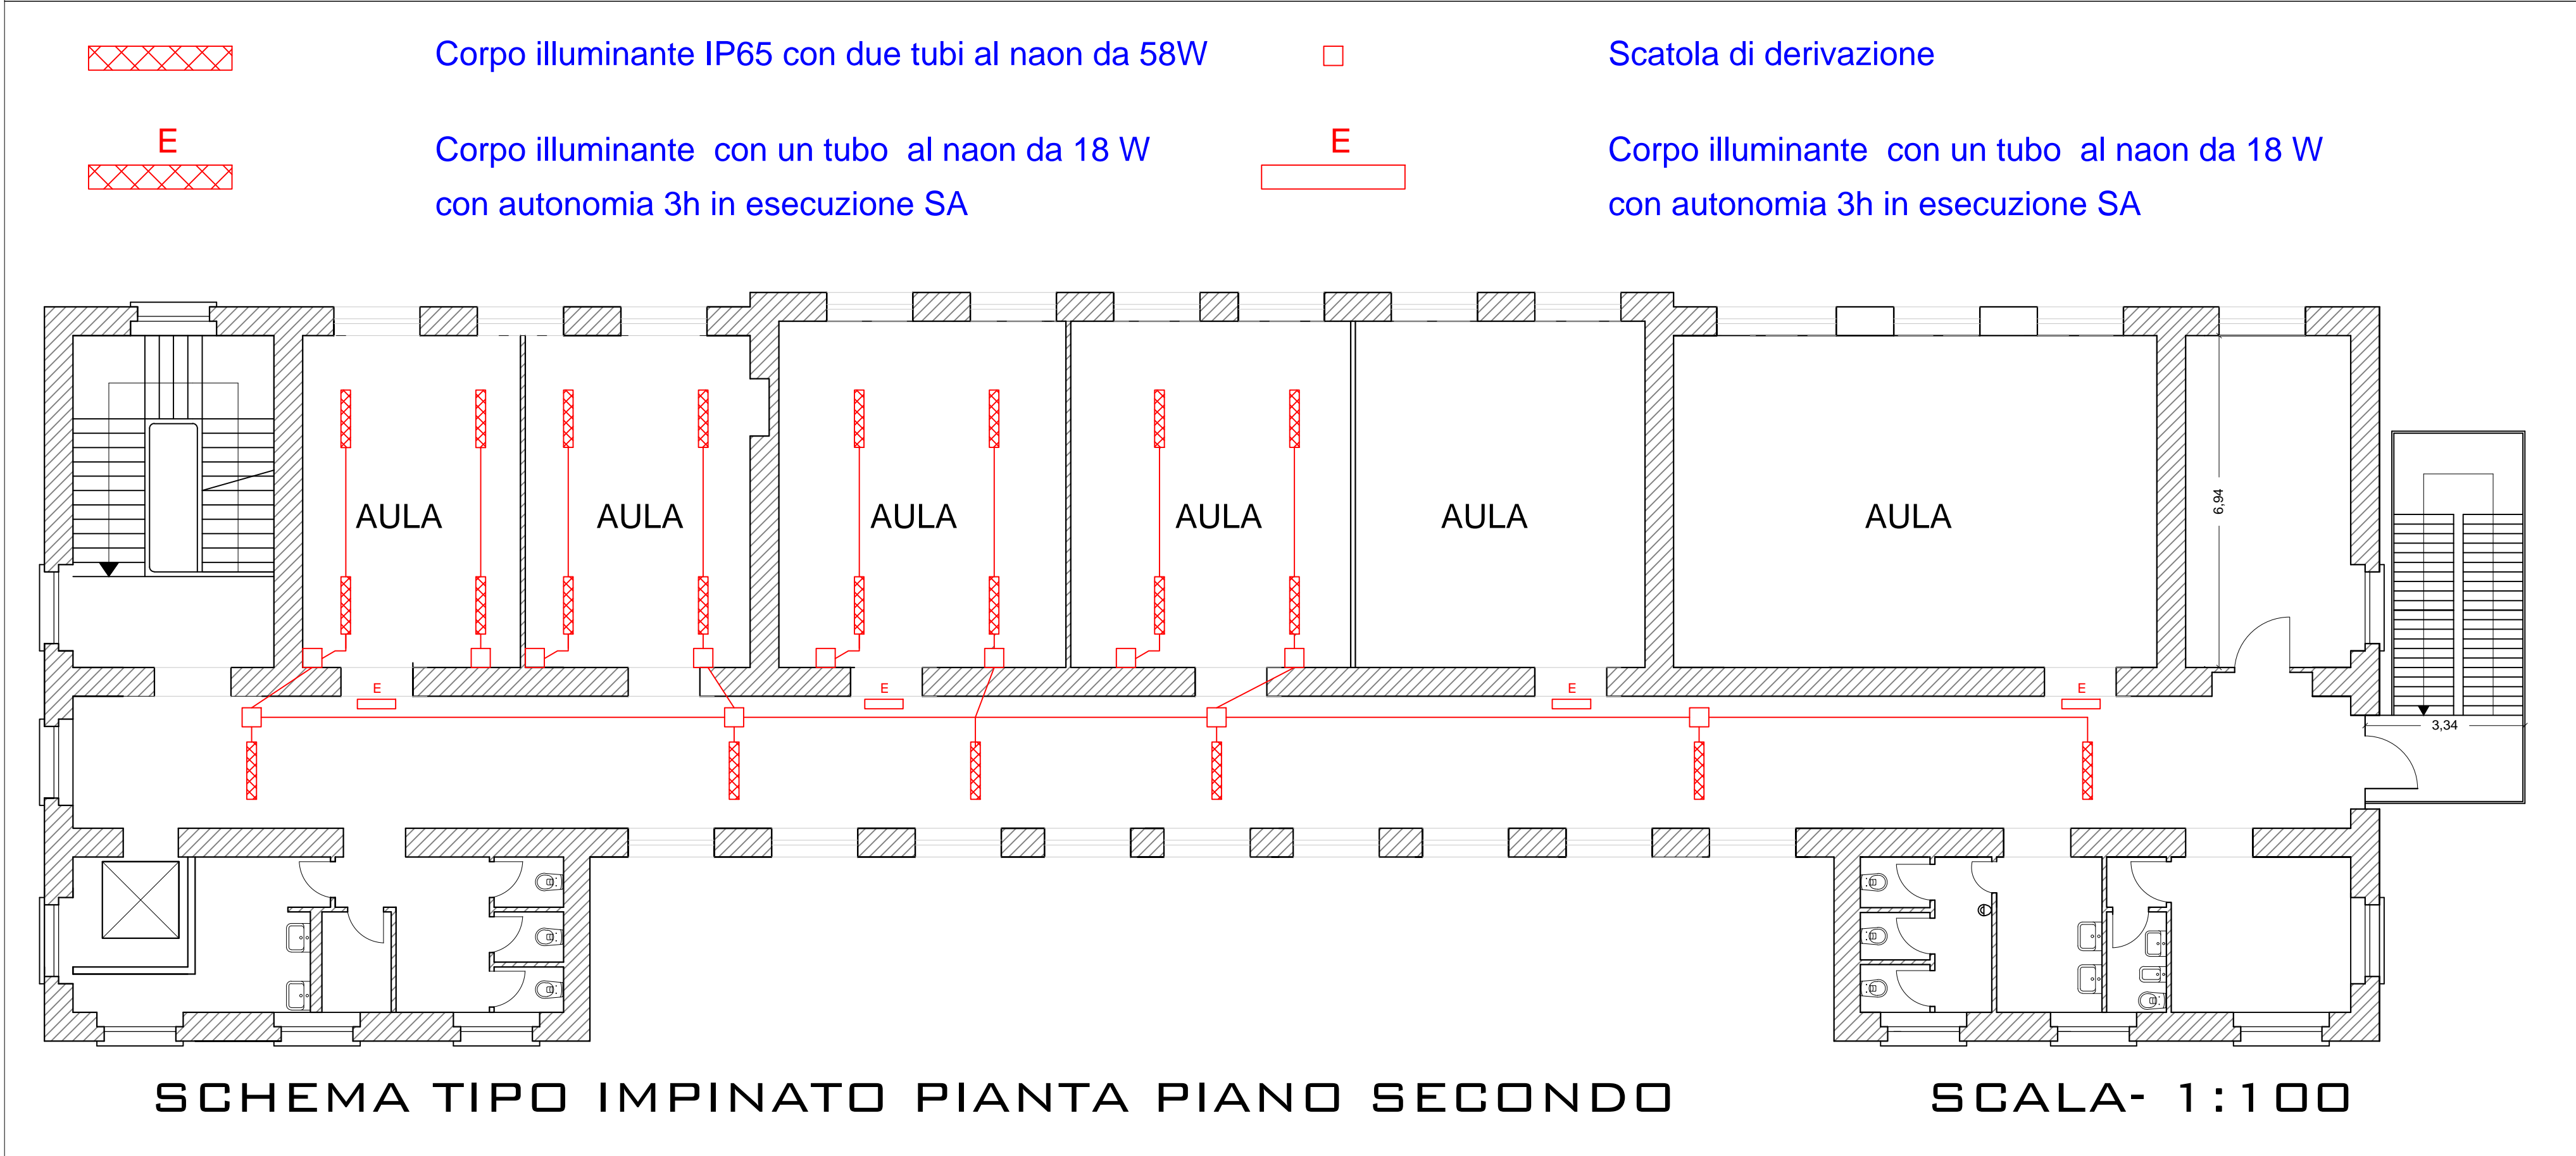 Corpo illuminante IP65 con due tubi al naon da 58W
Scatola di derivazione
E
Corpo illuminante con un tubo al naon da 18 W
con autonomia 3h in esecuzione SA
E
Corpo illuminante con un tubo al naon da 18 W
con autonomia 3h in esecuzione SA
AULA
AULA
AULA
AULA
AULA
AULA
6,94
E
E
E
E
3,34
SCHEMA TIPO IMPINATO PIANTA PIANO SECONDO
SCALA- 1:100